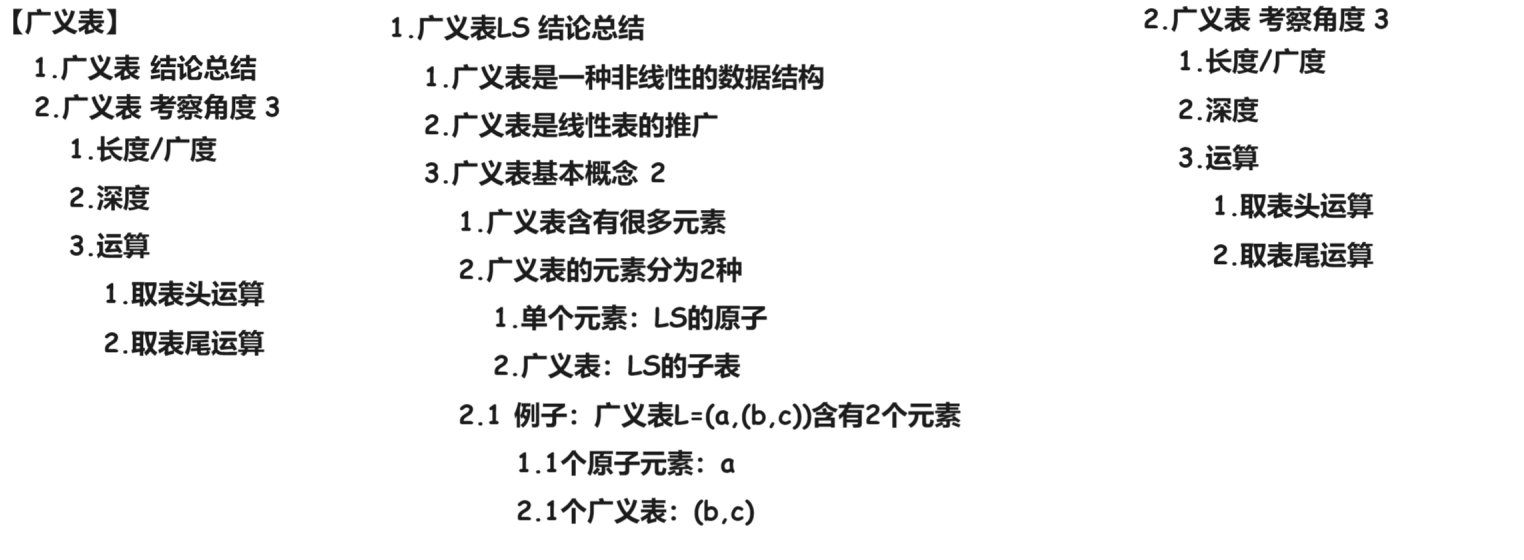 【广义表】
1.广义表 结论总结
2.广义表 考察角度 3
1.长度/广度
2.深度
3.运算
1.取表头运算
2.取表尾运算
1.广义表LS 结论总结
1.广义表是一种非线性的数据结构
2.广义表是线性表的推广
3.广义表基本概念 2
1.广义表含有很多元素
2.广义表的元素分为2种
1.单个元素：LS的原子
2.广义表：LS的子表
2.1 例子：广义表L=(a,(b,c))含有2个元素
1.1个原子元素：a
2.1个广义表：(b,c)
2.广义表 考察角度 3
1.长度/广度
2.深度
3.运算
1.取表头运算
2.取表尾运算